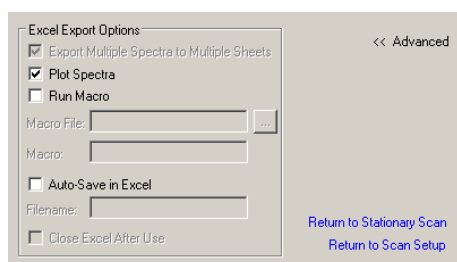 Excel Export Options
Export Multiple Spectra to Multiple Sheets
<< Advanced
Plot Spectra
Run Macro
Macro File:
...
Macro:
Auto-Save in Excel
Filename:
Return to Stationary Scan
Close Excel After Use
Return to Scan Setup